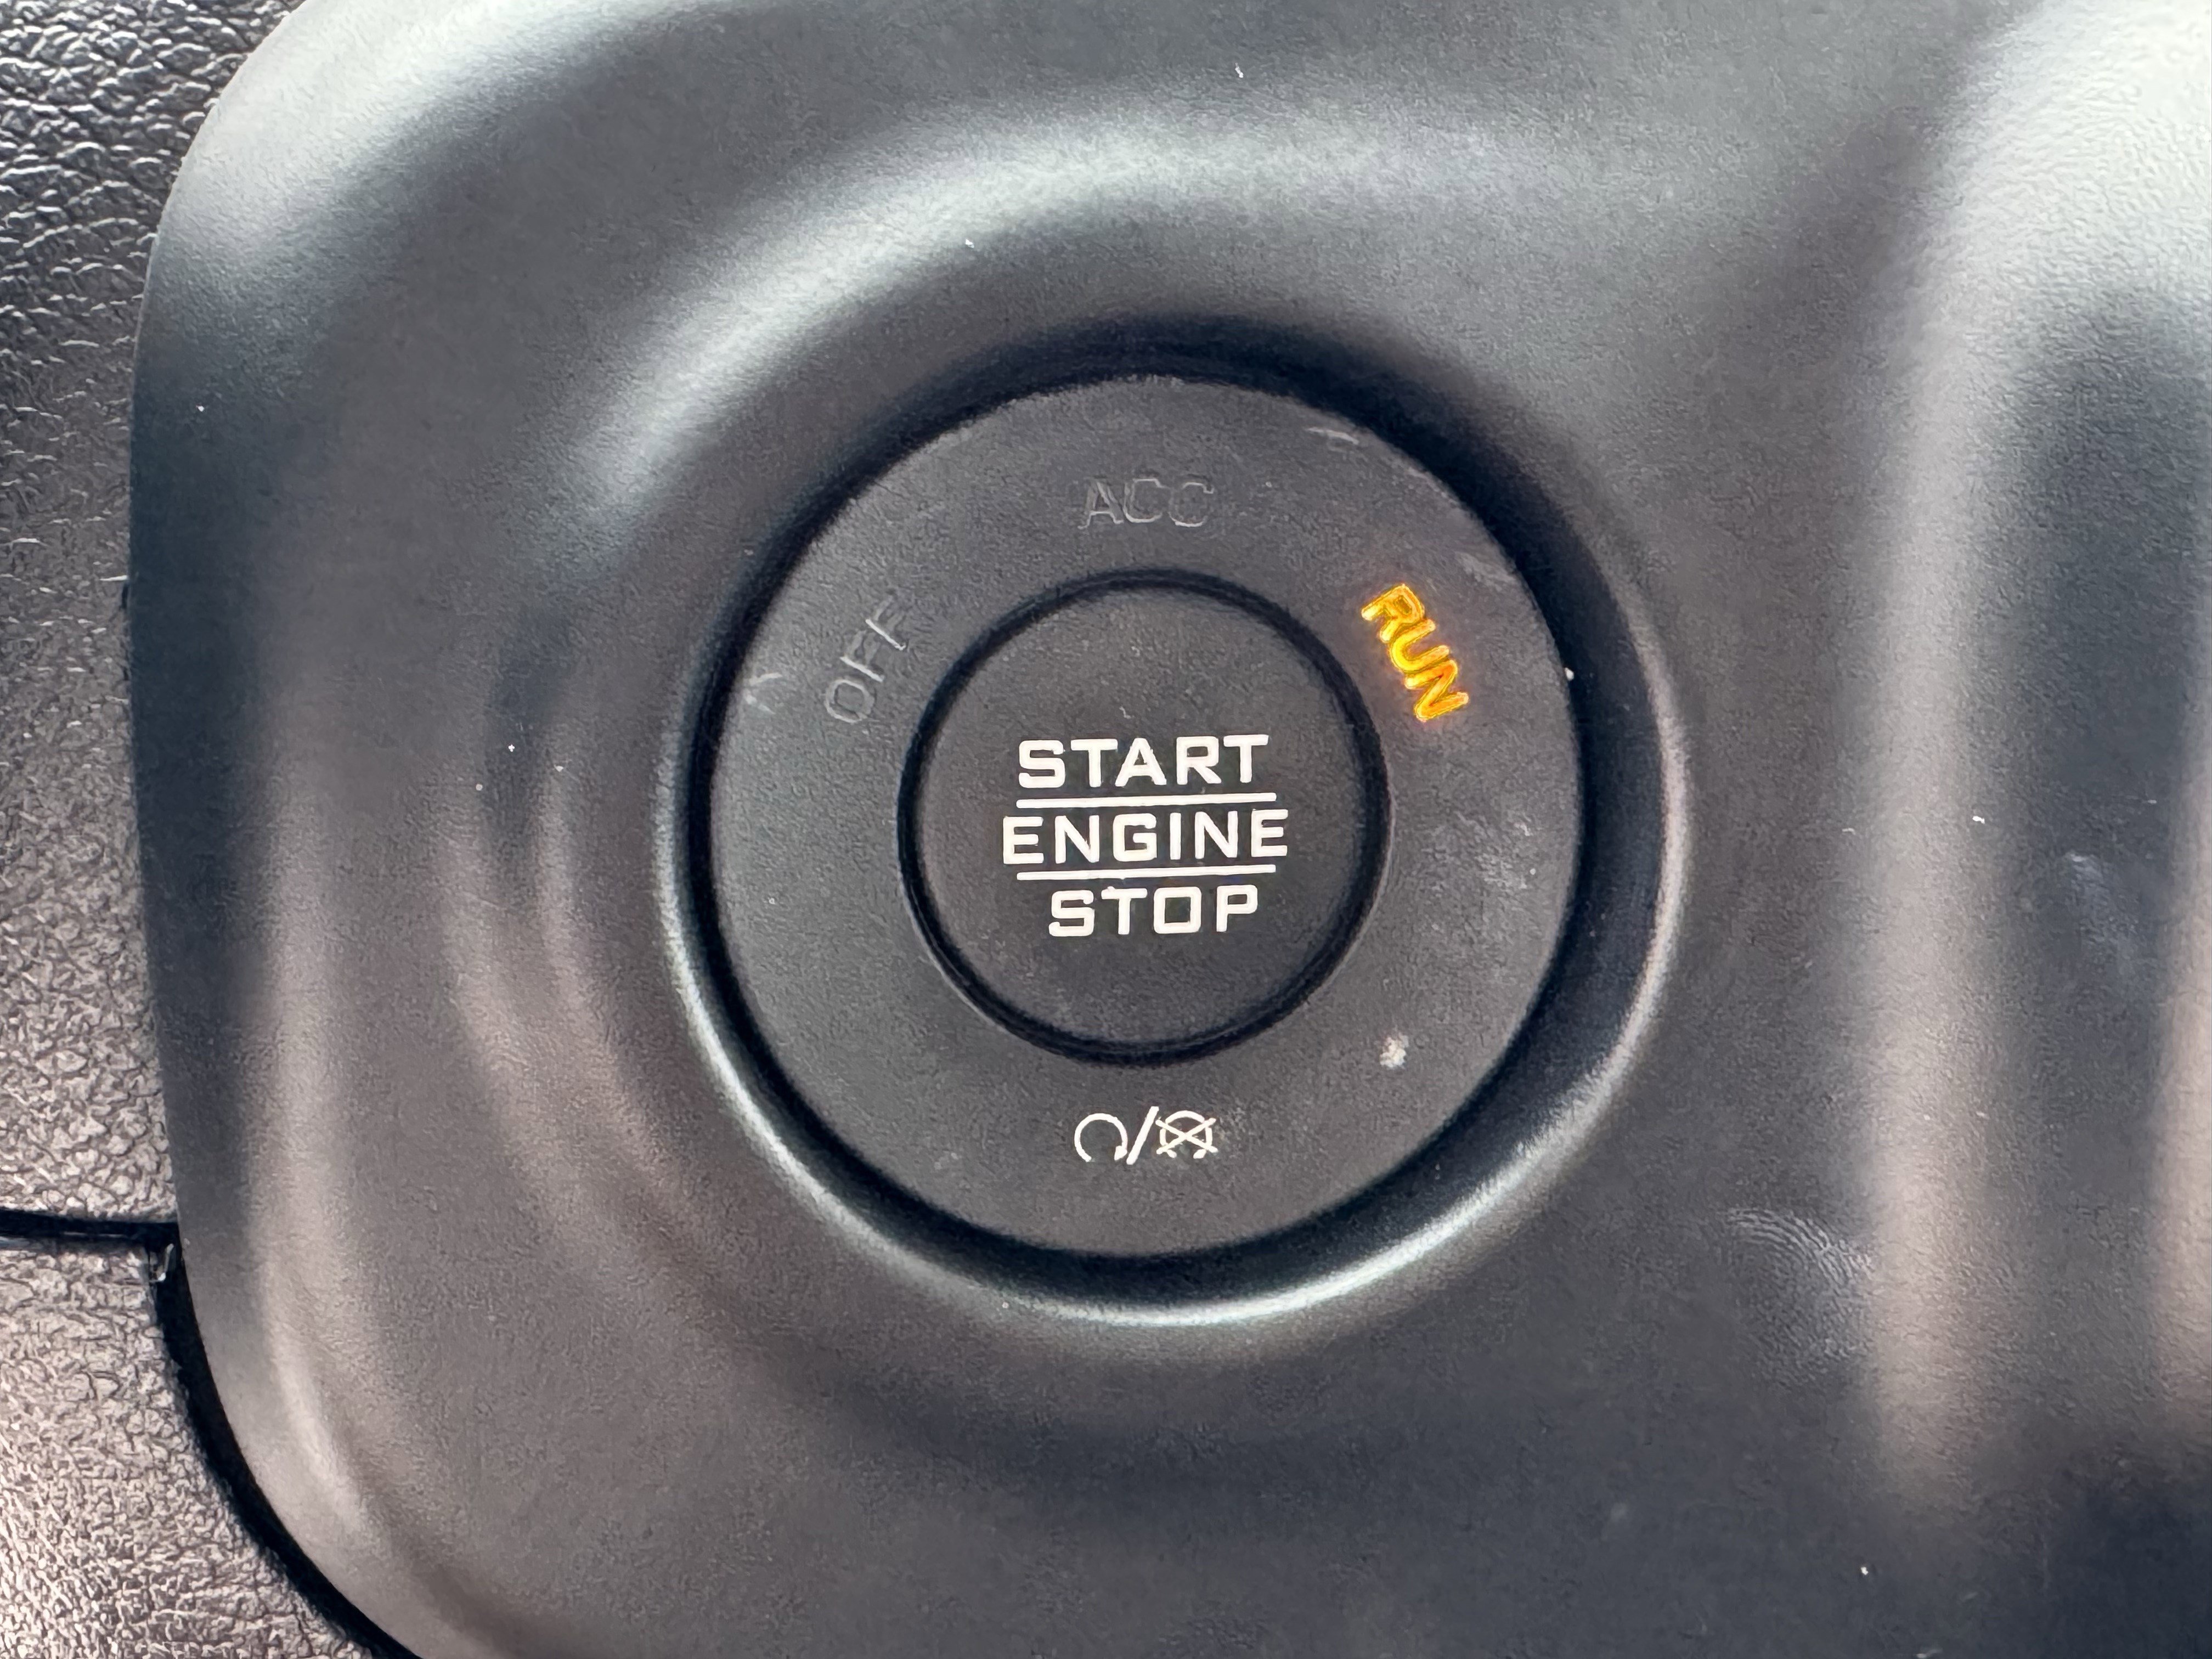 ACC
OFF
RUN
START
ENGINE
STOP